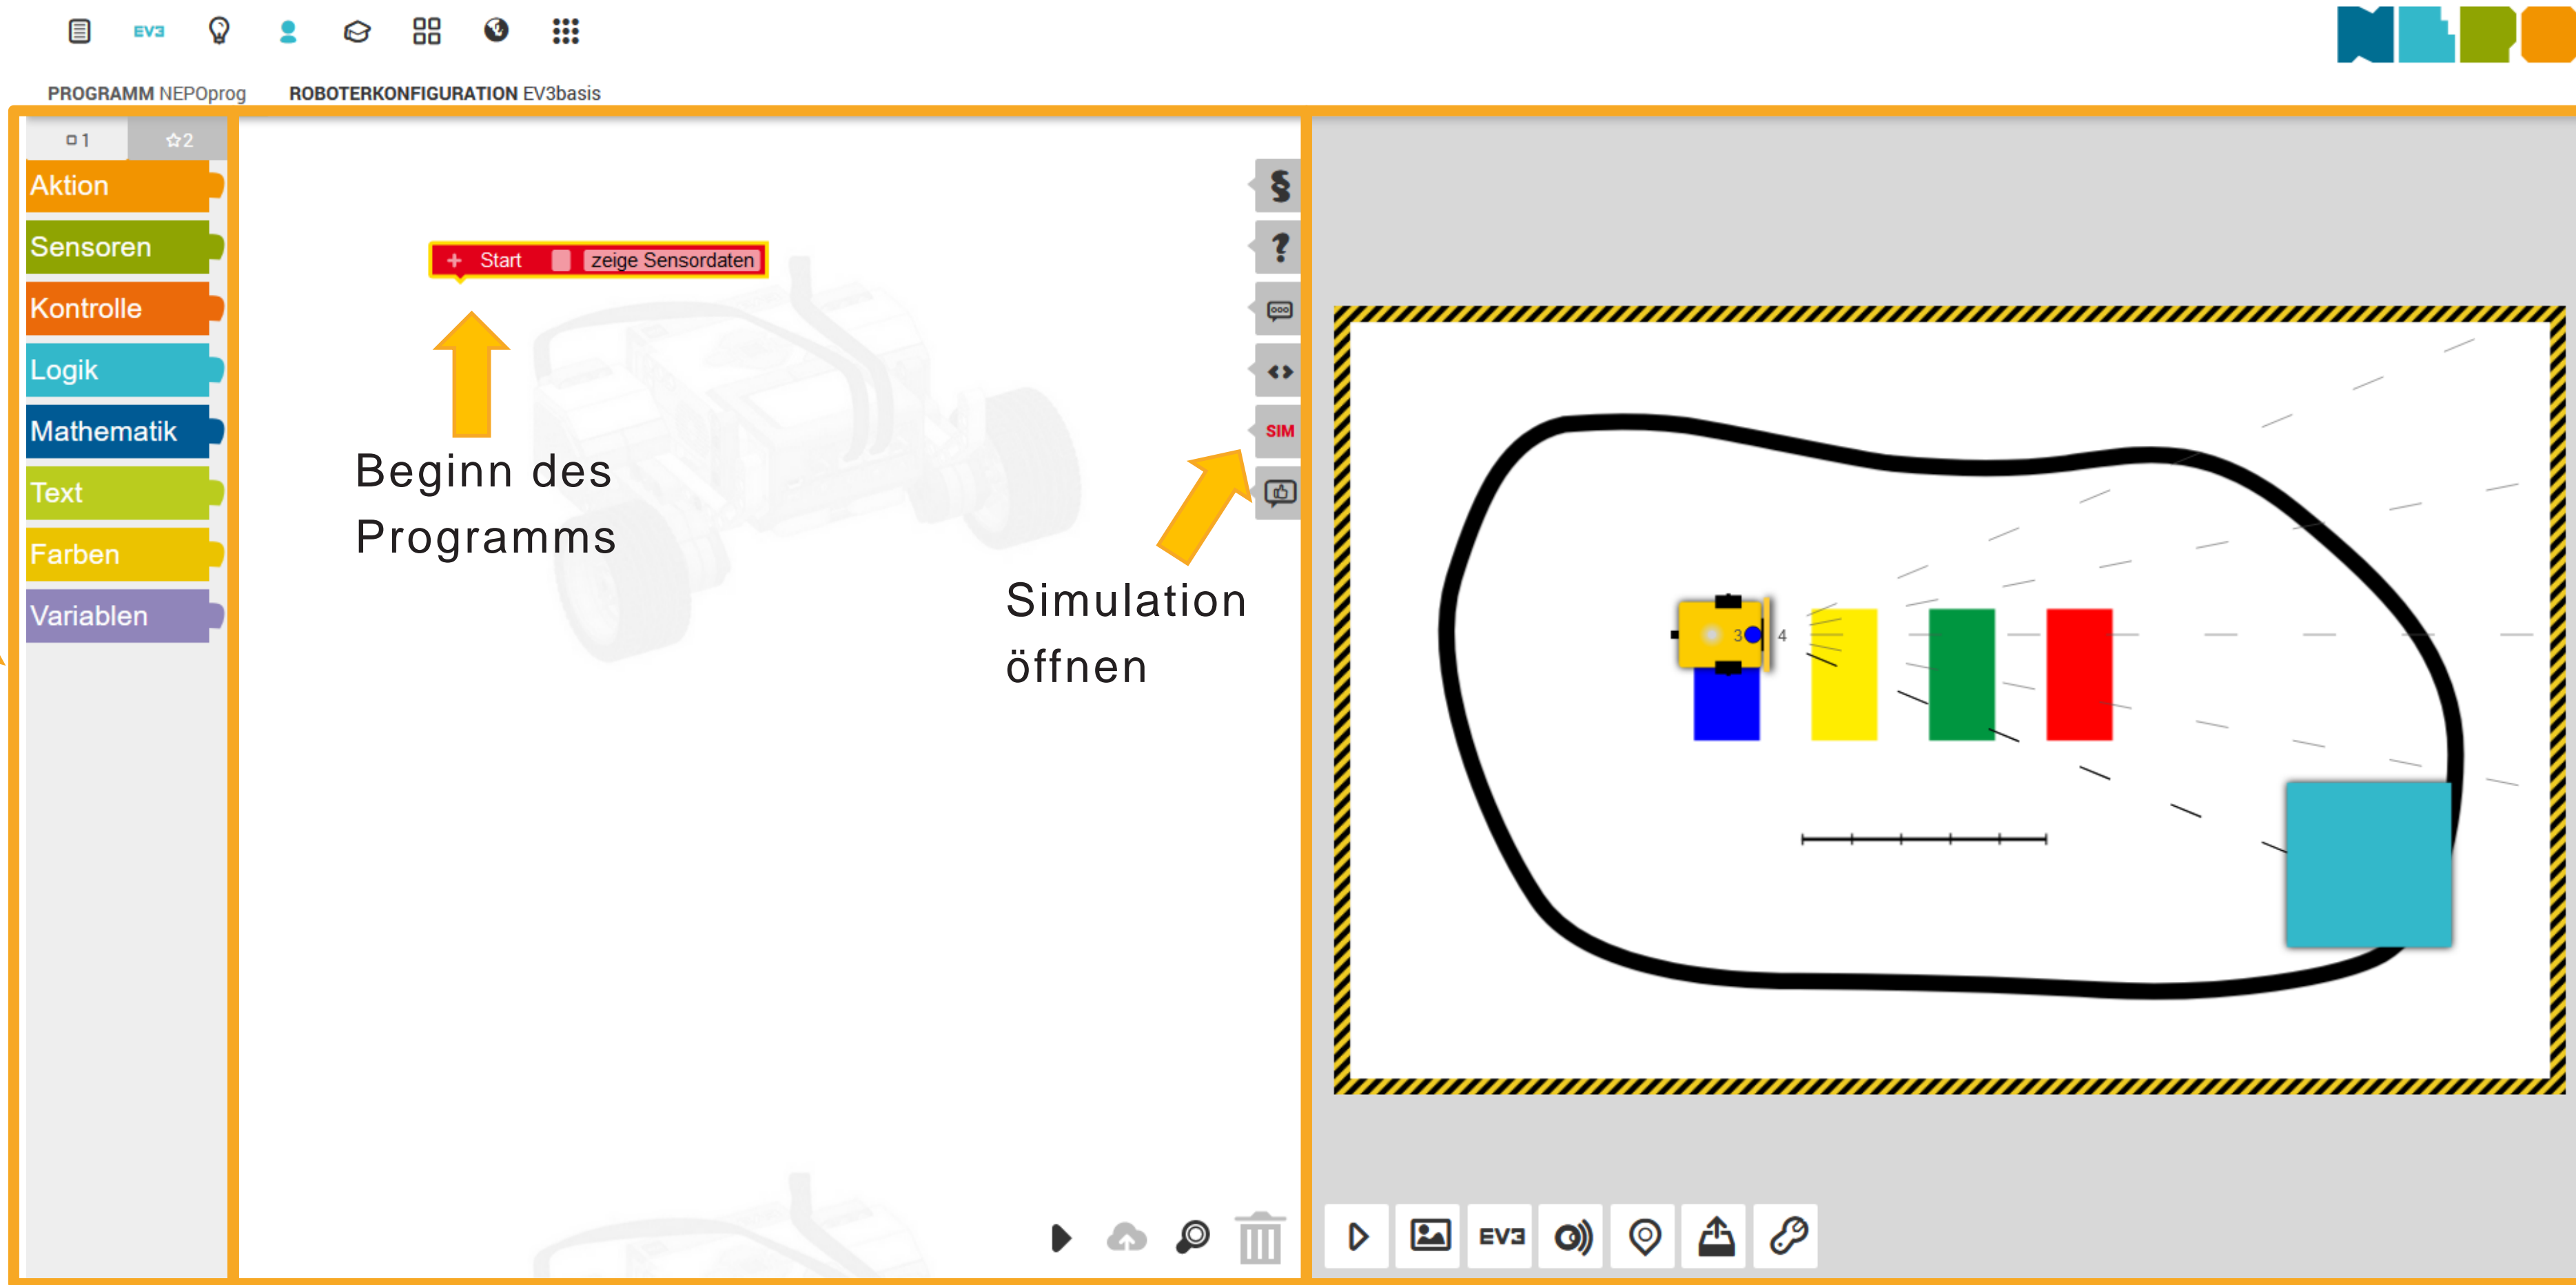 EV3
PROGRAMM NEPOprog
ROBOTERKONFIGURATION EV3basis
1
2
Aktion
Sensoren
Kontrolle
Logik
Mathematik
Text
Farben
Variablen
+ Start zeige Sensordaten
Beginn des
Programms
§
?
SIM
Simulation
öffnen
3
4
EV3
NEPO